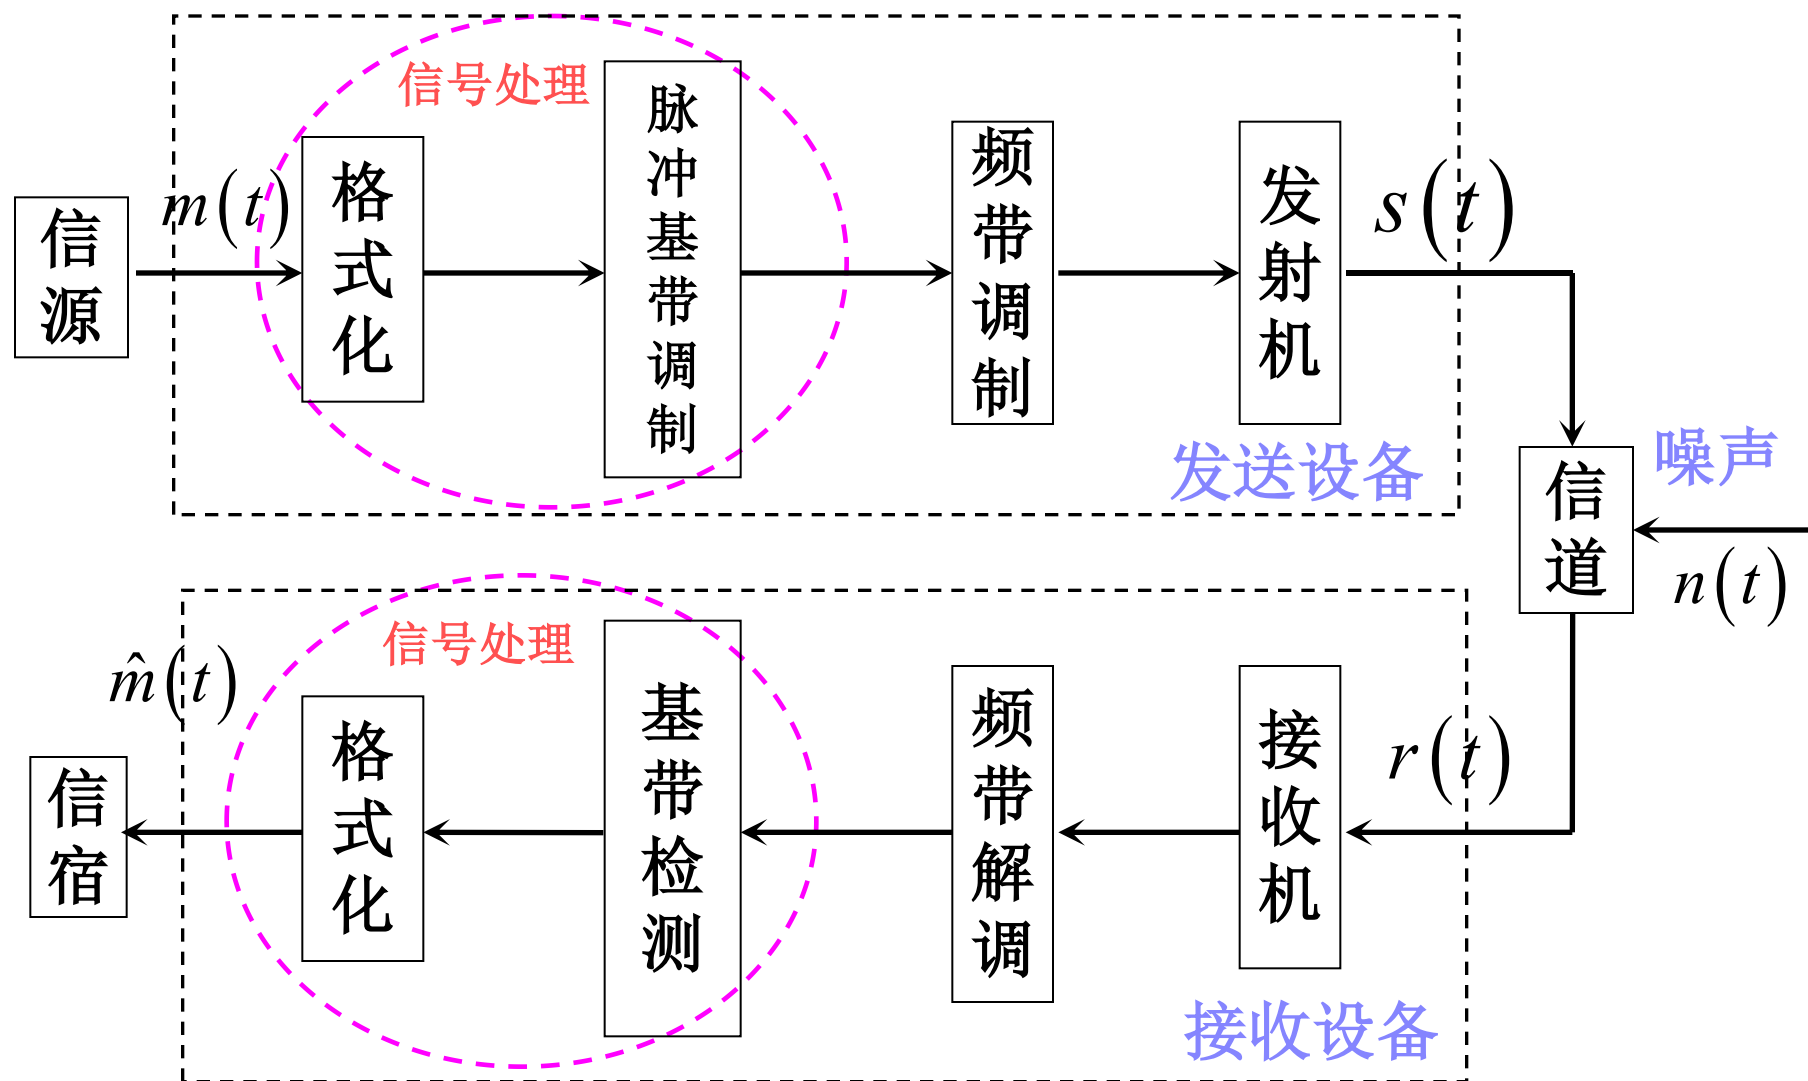 信号处理
信源
m(t)
格式化
脉冲基带调制
频带调制
发射机
s(t)
发送设备
噪声
信道
n(t)
信号处理
m̂(t)
信宿
格式化
基带检测
频带解调
接收机
r(t)
接收设备